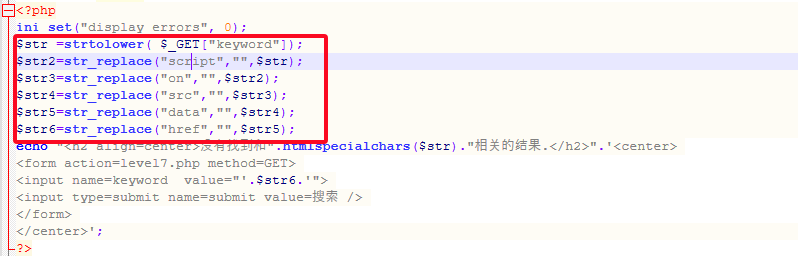 <?php
ini set("display errors", 0);
$str =strtolower( $_GET["keyword"]);
$str2=str_replace("script","",$str);
$str3=str_replace("on","",$str2);
$str4=str_replace("src","",$str3);
$str5=str_replace("data","",$str4);
$str6=str_replace("href","",$str5);
echo "<h2 align=center>没有找到和".htmlspecialchars($str)."相关的结果.</h2>".'<center>
<form action=level7.php method=GET>
<input name=keyword  value="'.$str6.'">
<input type=submit name=submit value=搜索 />
</form>
</center>';
?>